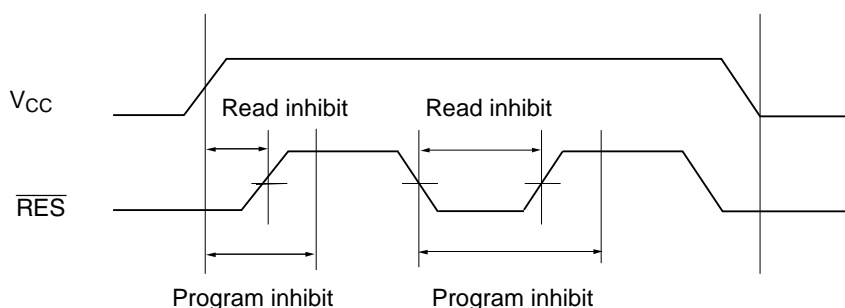 VCC
Read inhibit Read inhibit
RES
Program inhibit Program inhibit